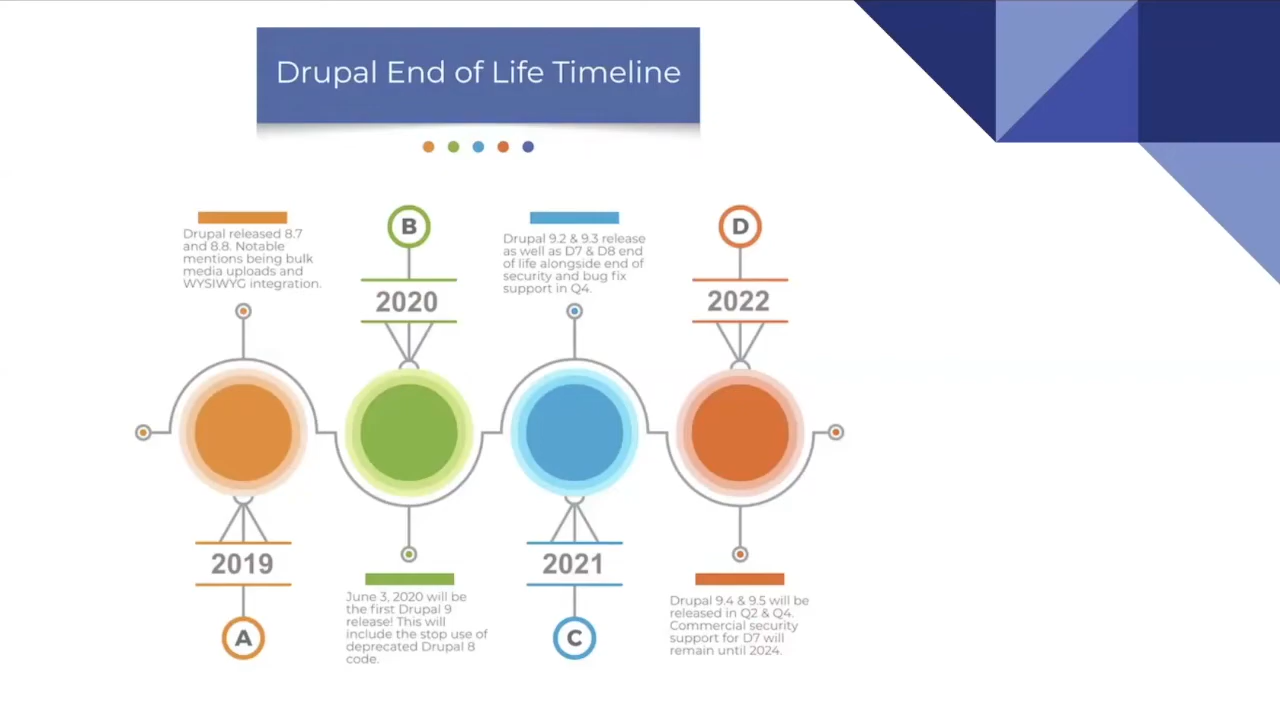 Drupal End of Life Timeline
Drupal released 8.7
and 8.8. Notable
mentions being bulk
media uploads and
WYSIWYG integration.
2019
A
B
2020
June 3, 2020 will be
the first Drupal 9
release! This will
include the stop use of
deprecated Drupal 8
code.
Drupal 9.2 & 9.3 release
as well as D7 & D8 end
of life alongside end of
security and bug fix
support in Q4.
2021
C
D
2022
Drupal 9.4 & 9.5 will be
released in Q2 & Q4.
Commercial security
support for D7 will
remain until 2024.